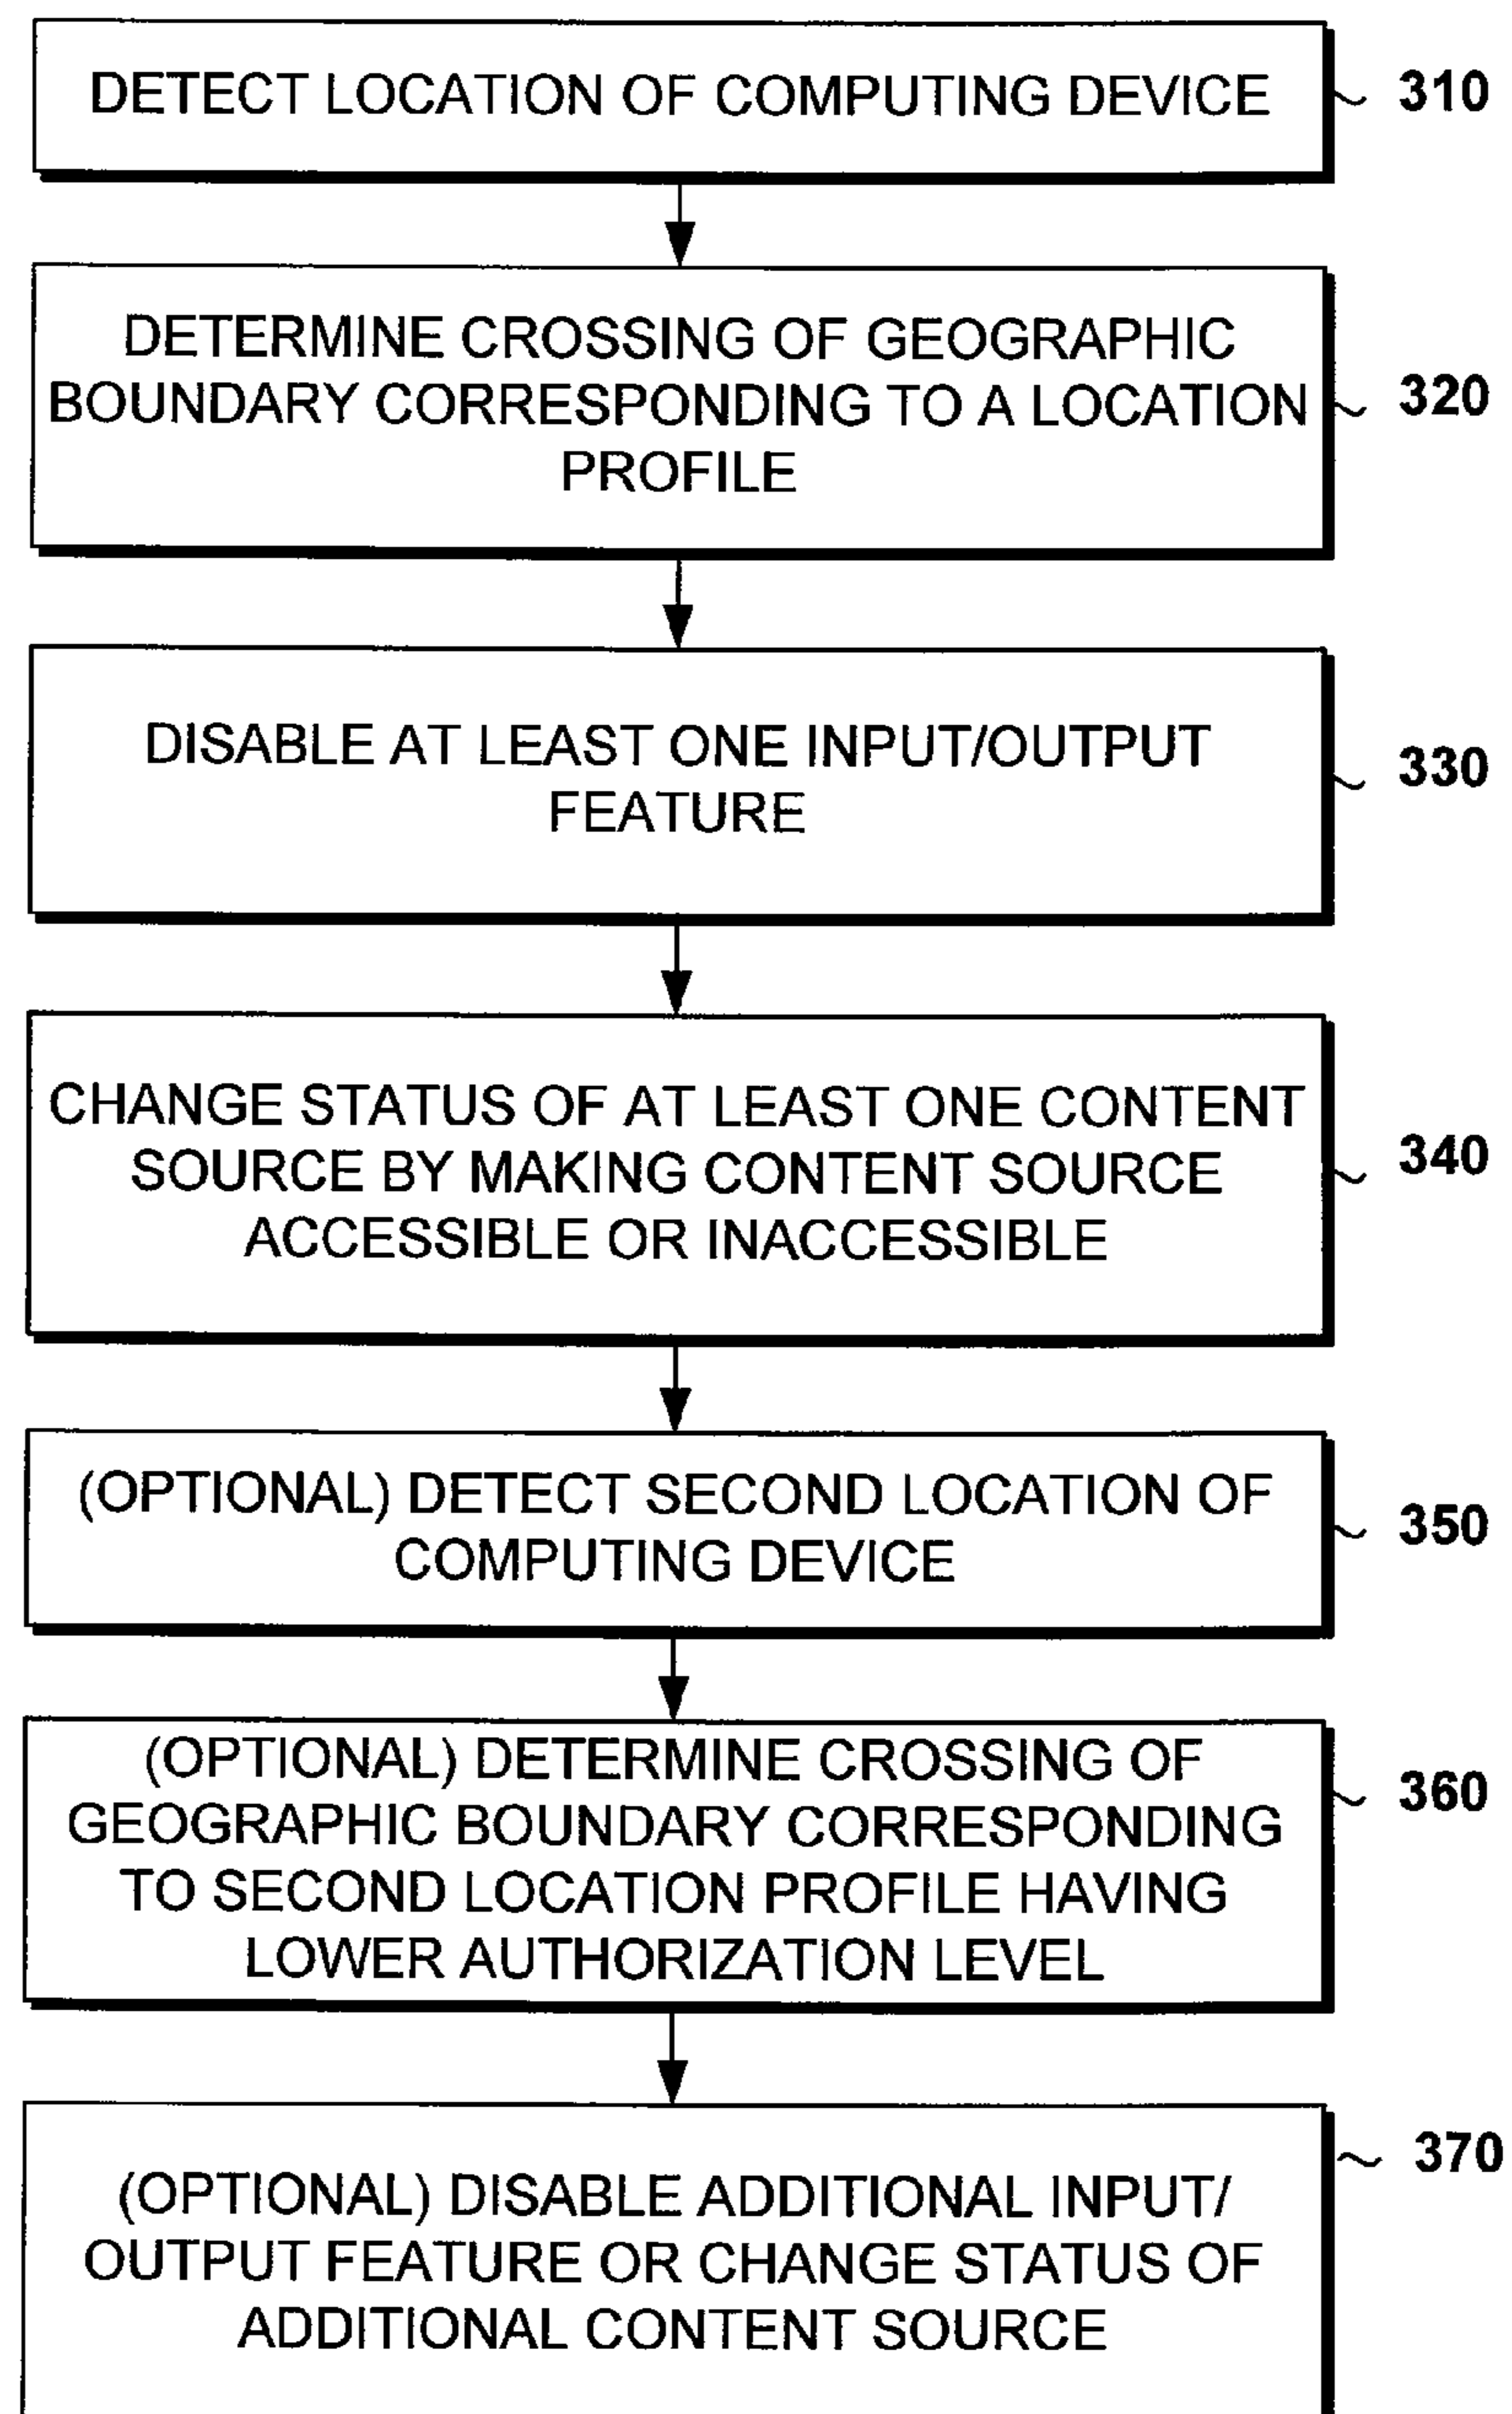 DETECT LOCATION OF COMPUTING DEVICE
310
DETERMINE CROSSING OF GEOGRAPHIC
BOUNDARY CORRESPONDING TO A LOCATION
PROFILE
320
DISABLE AT LEAST ONE INPUT/OUTPUT
FEATURE
330
CHANGE STATUS OF AT LEAST ONE CONTENT
SOURCE BY MAKING CONTENT SOURCE
ACCESSIBLE OR INACCESSIBLE
340
(OPTIONAL) DETECT SECOND LOCATION OF
COMPUTING DEVICE
350
(OPTIONAL) DETERMINE CROSSING OF
GEOGRAPHIC BOUNDARY CORRESPONDING
TO SECOND LOCATION PROFILE HAVING
LOWER AUTHORIZATION LEVEL
360
(OPTIONAL) DISABLE ADDITIONAL INPUT/
OUTPUT FEATURE OR CHANGE STATUS OF
ADDITIONAL CONTENT SOURCE
370